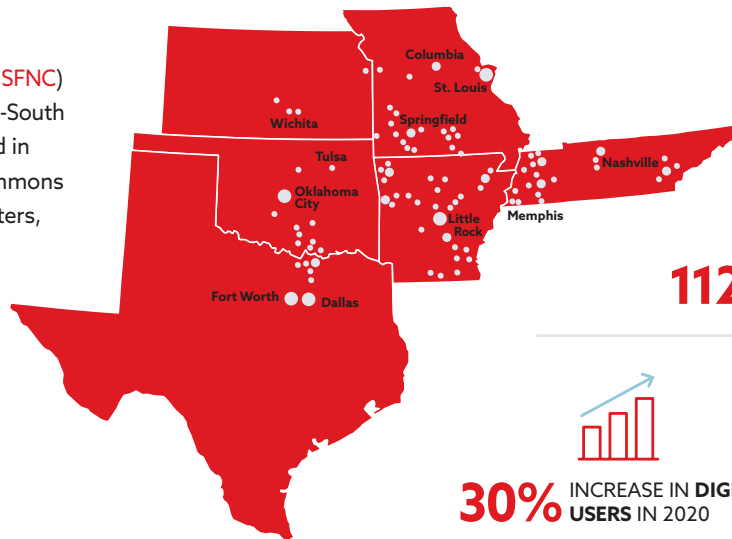 SFNC)
-South
d in
mmons
ters,
Columbia
St. Louis
Springfield
Wichita
Tulsa
Oklahoma
City
Nashville
Memphis
Little
Rock
Fort Worth
Dallas
112
30% INCREASE IN DIG
USERS IN 2020